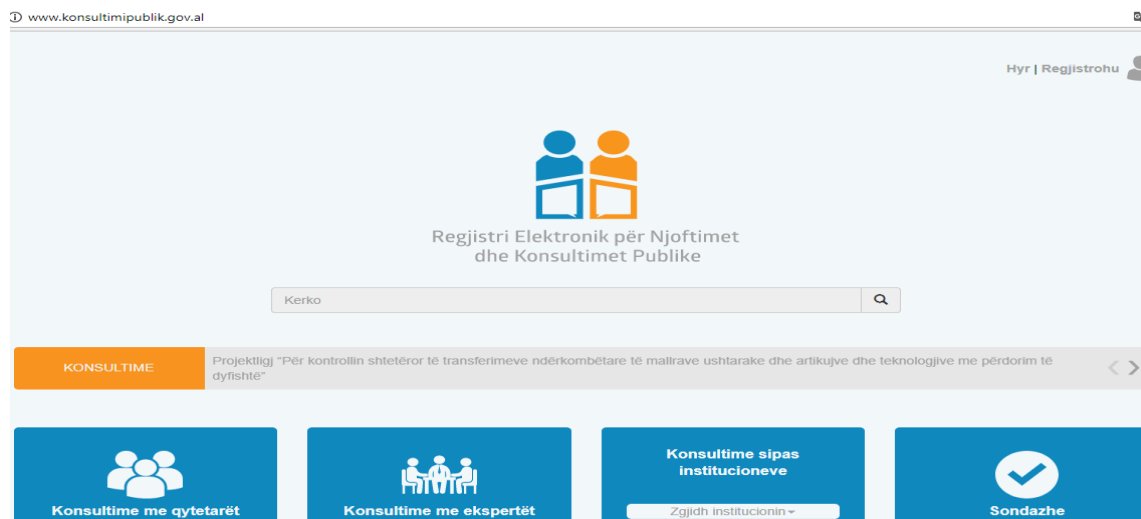 www.konsultimipublik.gov.al
Hyr | Regjistrohu
Regjistri Elektronik për Njoftimet
dhe Konsultimet Publike
Kerko
KONSULTIME
Projektligj "Për kontrollin shtetëror të transferimeve ndërkombëtare të mallrave ushtarake dhe artikujve dhe teknologjive me përdorim të
dyfishtë"
Konsultime me qytetarët
Konsultime me ekspertët
Konsultime sipas
institucioneve
Zgjidh institucionin
Sondazhe